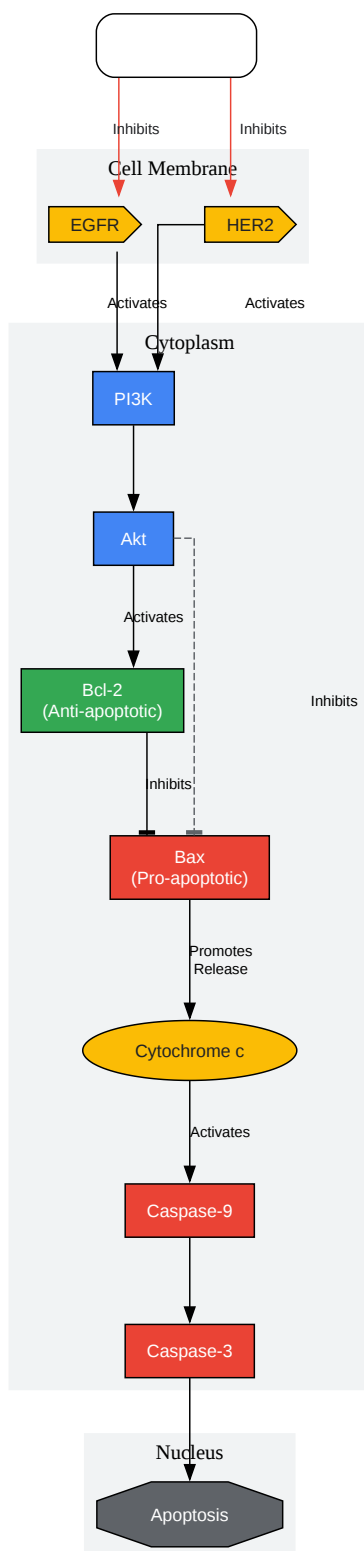 Inhibits
Inhibits
Cell Membrane
EGFR
HER2
Activates
Activates
Cytoplasm
PI3K
Akt
Activates
Bcl-2
(Anti-apoptotic)
Inhibits
Inhibits
Bax
(Pro-apoptotic)
Promotes
Release
Cytochrome c
Activates
Caspase-9
Caspase-3
Nucleus
Apoptosis